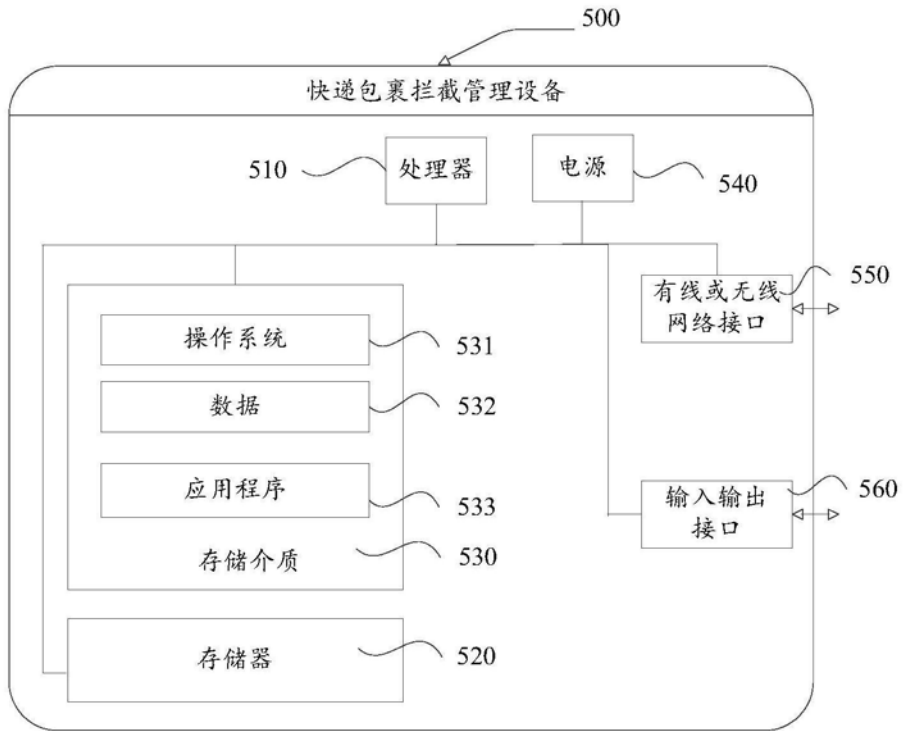 500
快递包裹拦截管理设备
510
处理器
电源
540
550
有线或无线
网络接口
操作系统
531
数据
532
应用程序
533
输入输出
接口
560
存储介质
530
存储器
520